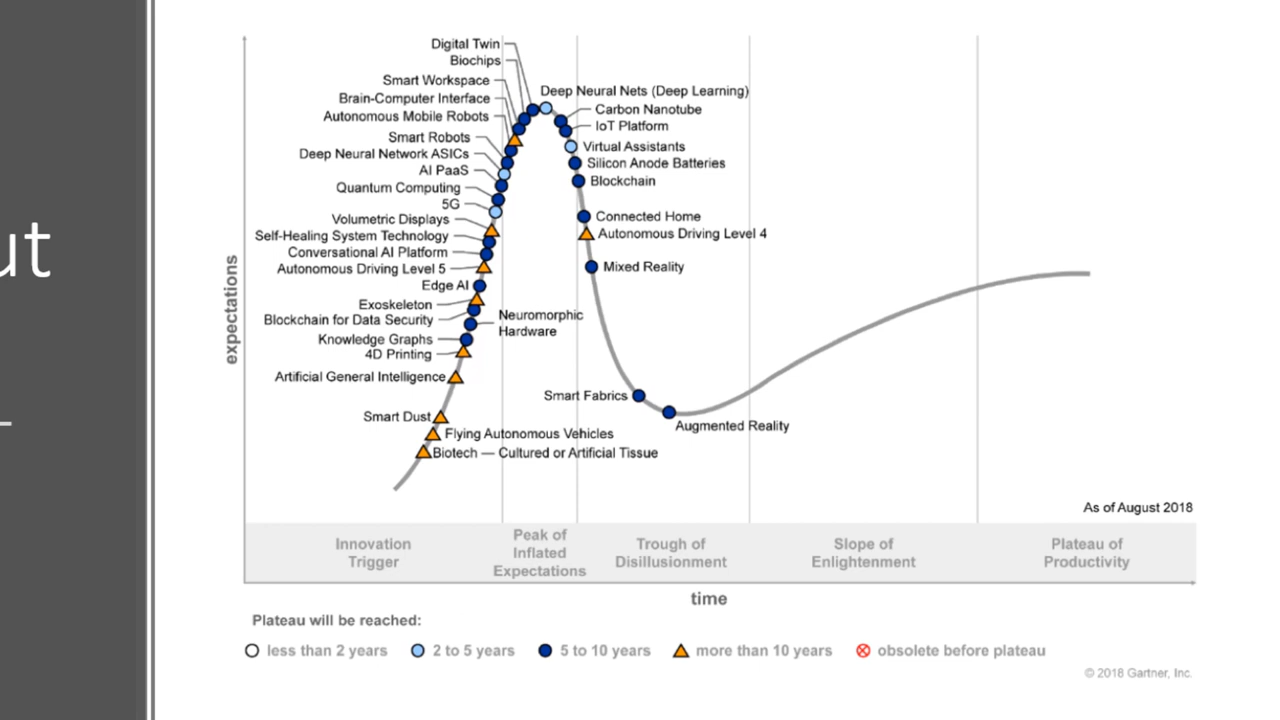 ut
Digital Twin
Biochips
Smart Workspace
Brain-Computer Interface
Autonomous Mobile Robots
Smart Robots
Deep Neural Network ASICs
AI PaaS
Quantum Computing
5G
Volumetric Displays
Self-Healing System Technology
Conversational AI Platform
Autonomous Driving Level 5
Edge AI
Exoskeleton
Blockchain for Data Security
Neuromorphic
Hardware
Knowledge Graphs
4D Printing
Artificial General Intelligence
Smart Dust
Flying Autonomous Vehicles
Biotech — Cultured or Artificial Tissue
Deep Neural Nets (Deep Learning)
Carbon Nanotube
IoT Platform
Virtual Assistants
Silicon Anode Batteries
Blockchain
Connected Home
Autonomous Driving Level 4
Mixed Reality
Smart Fabrics
Augmented Reality
expectations
As of August 2018
Innovation
Trigger
Peak of
Inflated
Expectations
Trough of
Disillusionment
Slope of
Enlightenment
Plateau of
Productivity
time
Plateau will be reached:
less than 2 years
2 to 5 years
5 to 10 years
more than 10 years
obsolete before plateau
© 2018 Gartner, Inc.